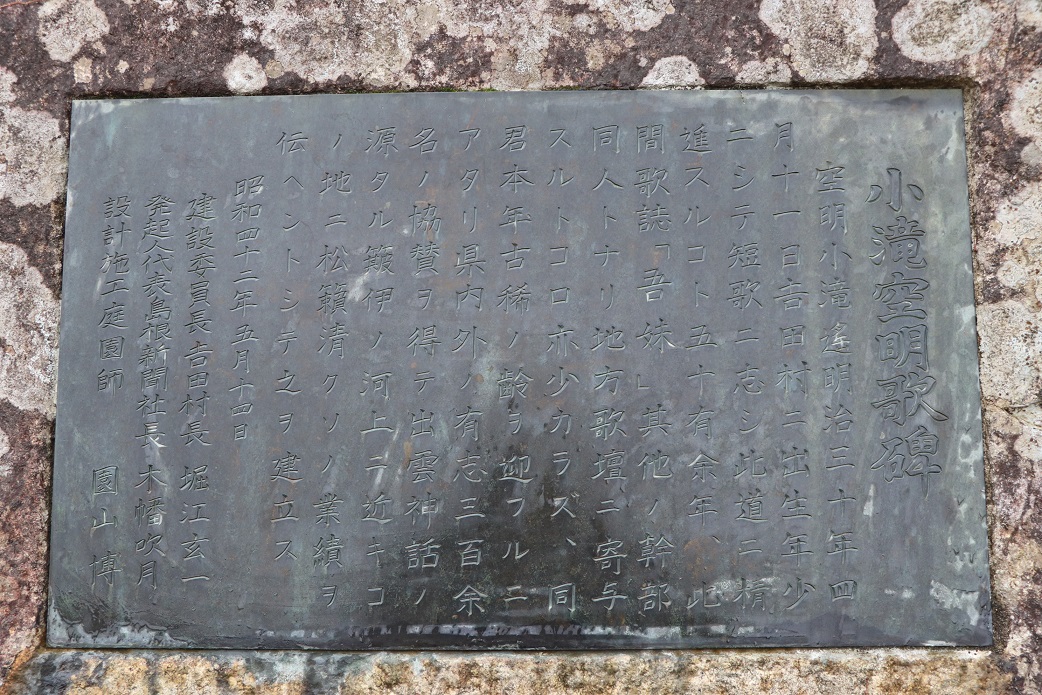 小滝空明歌碑
空明小滝遙明治三十年四
月十一日吉田村ニ出生年少
ニシテ短歌ニ志シ此道ニ精
進スルコト五十有余年、此
間歌誌「吾妹」其他ノ幹部
同人トナリ地方歌壇ニ寄与
スルトコロ亦少カラズ、同
君本年古稀ノ齢ヲ迎フルニ
アタリ県内外ノ有志三百余
名ノ協賛ヲ得テ出雲神話ノ
源タル簸伊ノ河上ニ近キコ
ノ地ニ松籟清クソノ業績ヲ
伝ヘントシテ之ヲ建立ス
昭和四十二年五月十四日
建設委員長吉田村長 堀江玄一
発起人代表島根新聞社長 木幡吹月
設計施工庭園師 園山 博